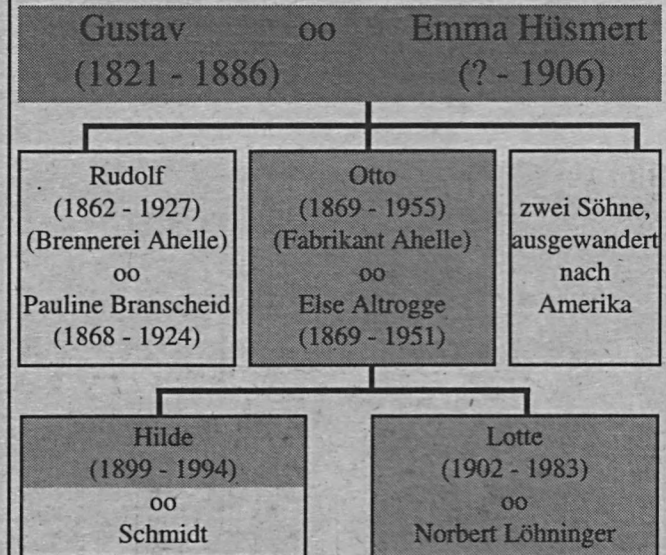 Gustav oo Emma Hüsmert
(1821 - 1886) (? - 1906)
Rudolf
(1862 - 1927)
(Brennerei Ahelle)
oo
Pauline Branscheid
(1868 - 1924)
Otto
(1869 - 1955)
(Fabrikant Ahelle)
oo
Else Altrogge
(1869 - 1951)
zwei Söhne,
ausgewandert
nach
Amerika
Hilde
(1899 - 1994)
oo
Schmidt
Lotte
(1902 - 1983)
oo
Norbert Löhninger